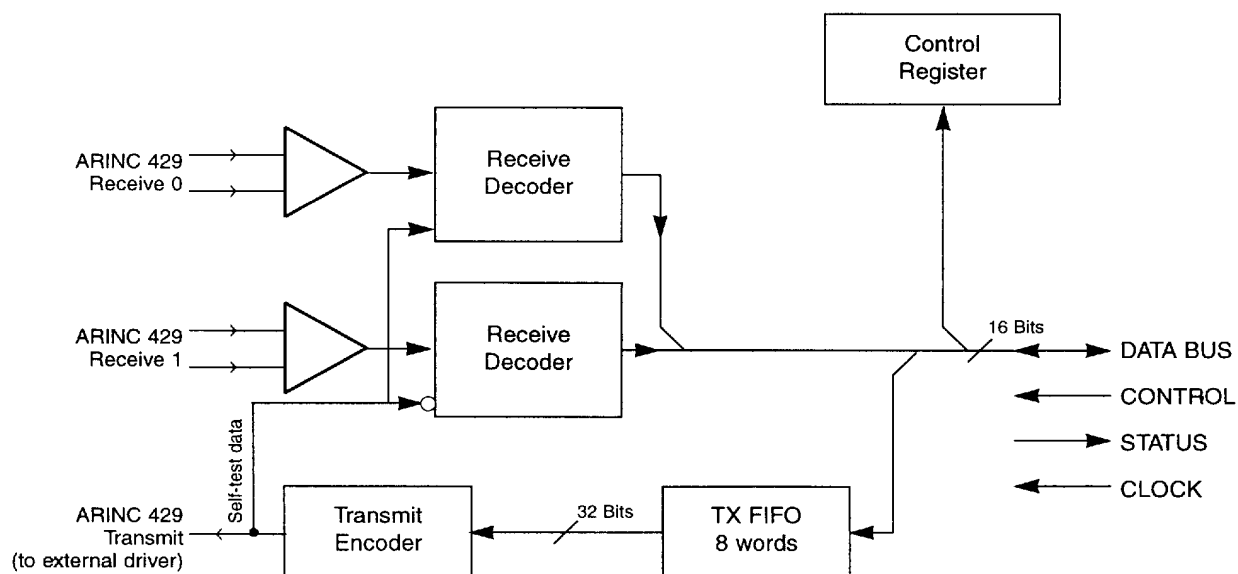 Control
Register
ARINC 429
Receive 0
Receive
Decoder
ARINC 429
Receive 1
Receive
Decoder
16 Bits
DATA BUS
CONTROL
STATUS
CLOCK
Self-test data
ARINC 429
Transmit
(to external driver)
Transmit
Encoder
32 Bits
TX FIFO
8 words